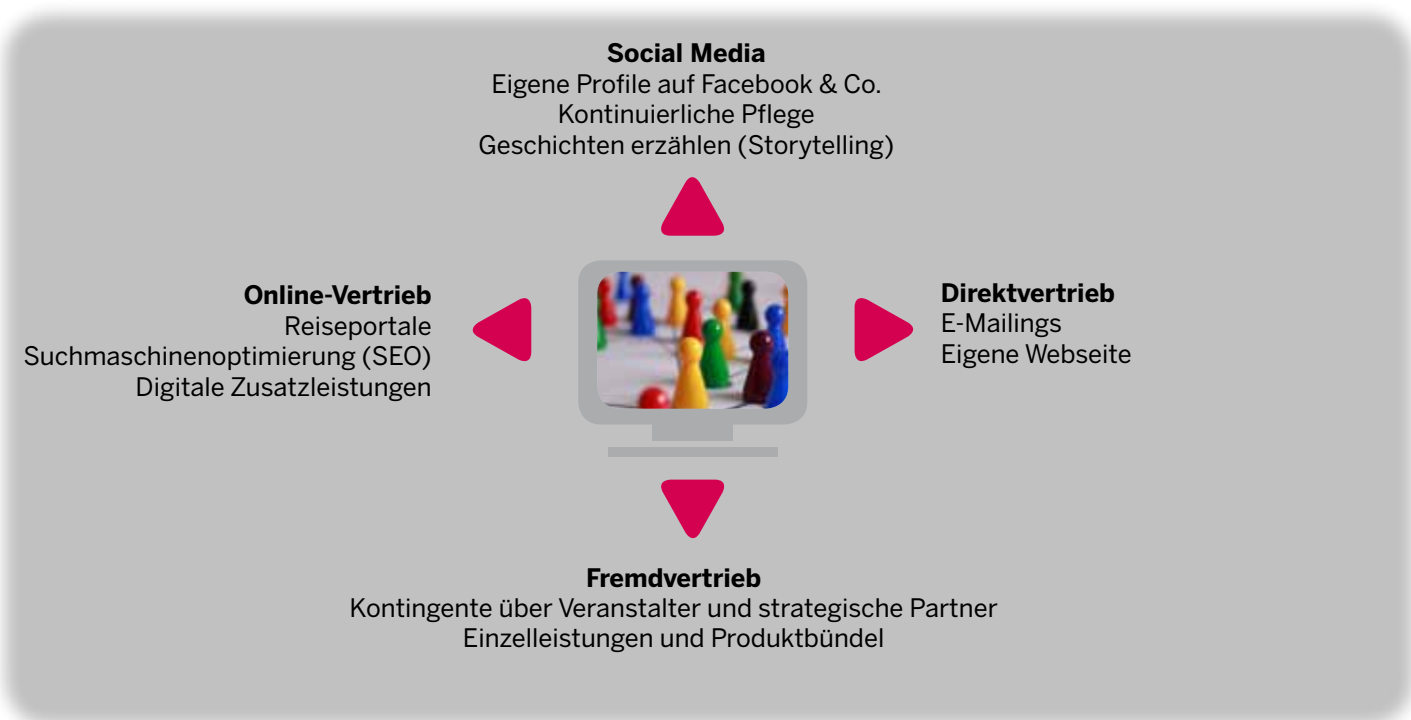 Social Media
Eigene Profile auf Facebook & Co.
Kontinuierliche Pflege
Geschichten erzählen (Storytelling)
Online-Vertrieb
Reiseportale
Suchmaschinenoptimierung (SEO)
Digitale Zusatzleistungen
Direktvertrieb
E-Mailings
Eigene Webseite
Fremdvertrieb
Kontingente über Veranstalter und strategische Partner
Einzelleistungen und Produktbündel